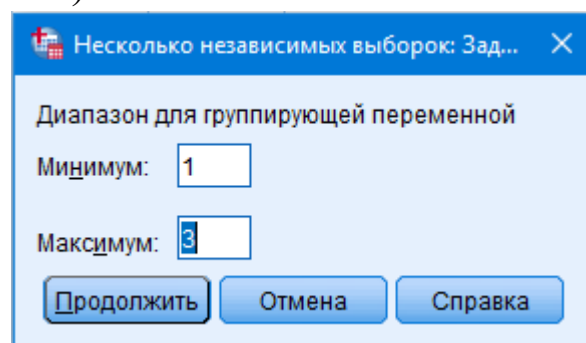 Несколько независимых выборок: Зад...
Диапазон для группирующей переменной
Минимум: 1
Максимум: 3
Продолжить Отмена Справка